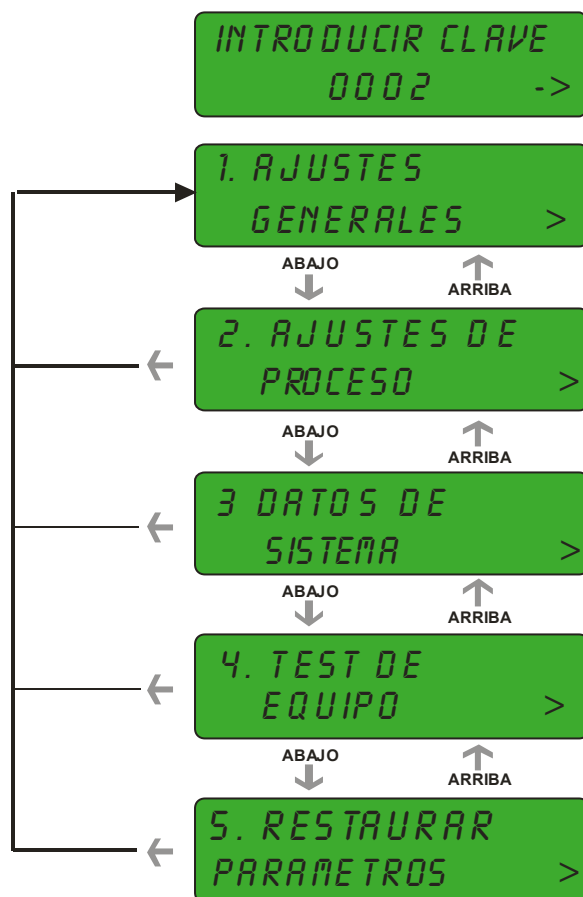 INTRODUCIR CLAVE
0002 ->
1. AJUSTES
GENERALES >
ABAJO
ARRIBA
2. AJUSTES DE
PROCESO >
ABAJO
ARRIBA
3 DATOS DE
SISTEMA >
ABAJO
ARRIBA
4. TEST DE
EQUIPO >
ABAJO
ARRIBA
5. RESTAURAR
PARAMETROS >